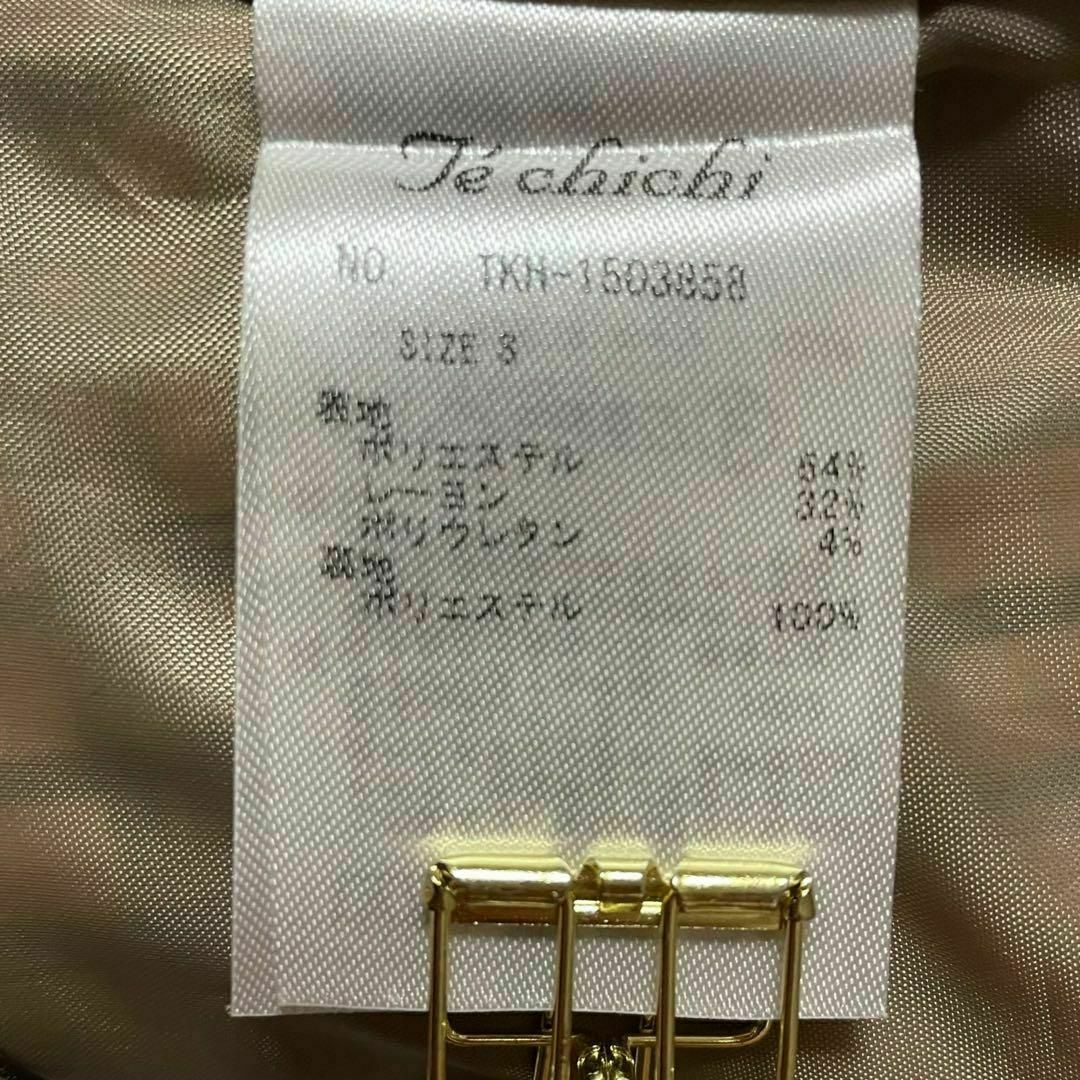 Té chichi
NO TKH-1503858
SIZE S
表地
ポリエステル 64%
レーヨン 32%
ポリウレタン 4%
裏地
ポリエステル 100%